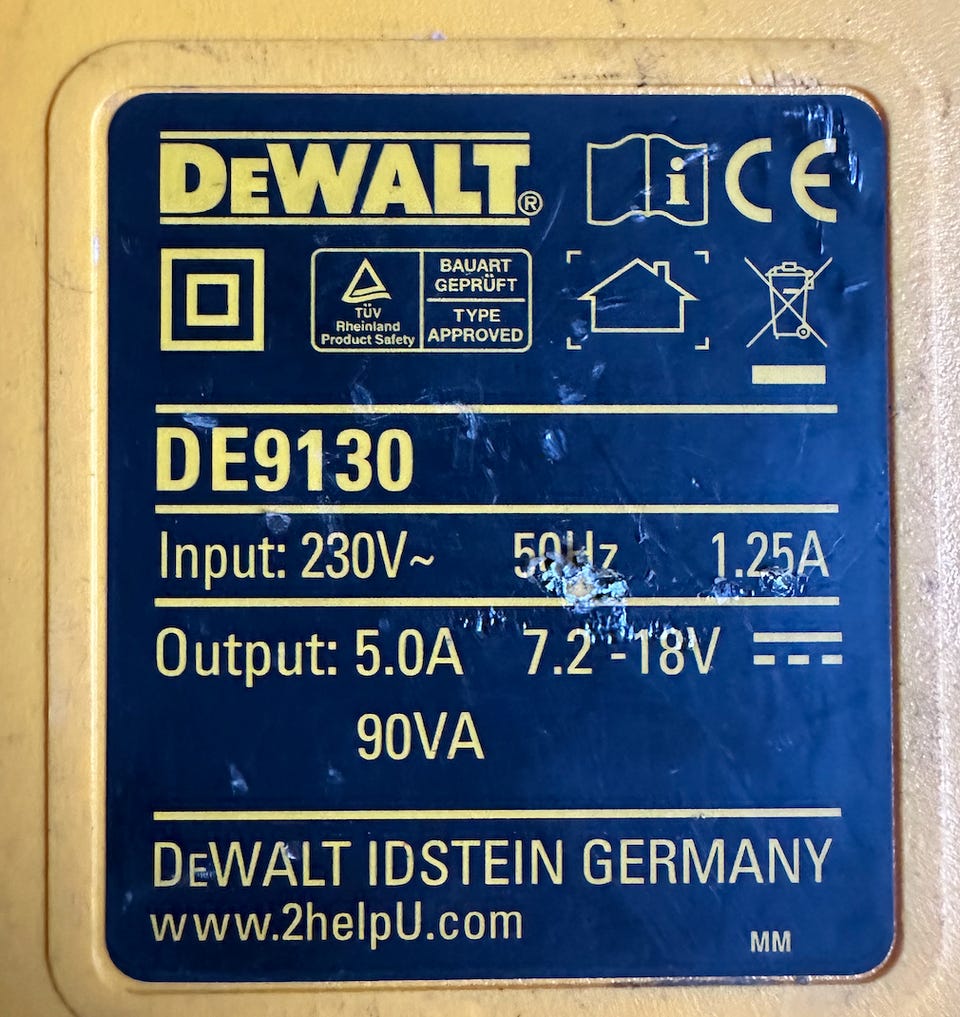 DEWALT®
i CE
TÜV
Rheinland
Product Safety
BAUART
GEPRÜFT
TYPE
APPROVED
DE9130
Input: 230V~ 50Hz 1.25A
Output: 5.0A 7.2 -18V
90VA
DEWALT IDSTEIN GERMANY
www.2helpU.com
MM